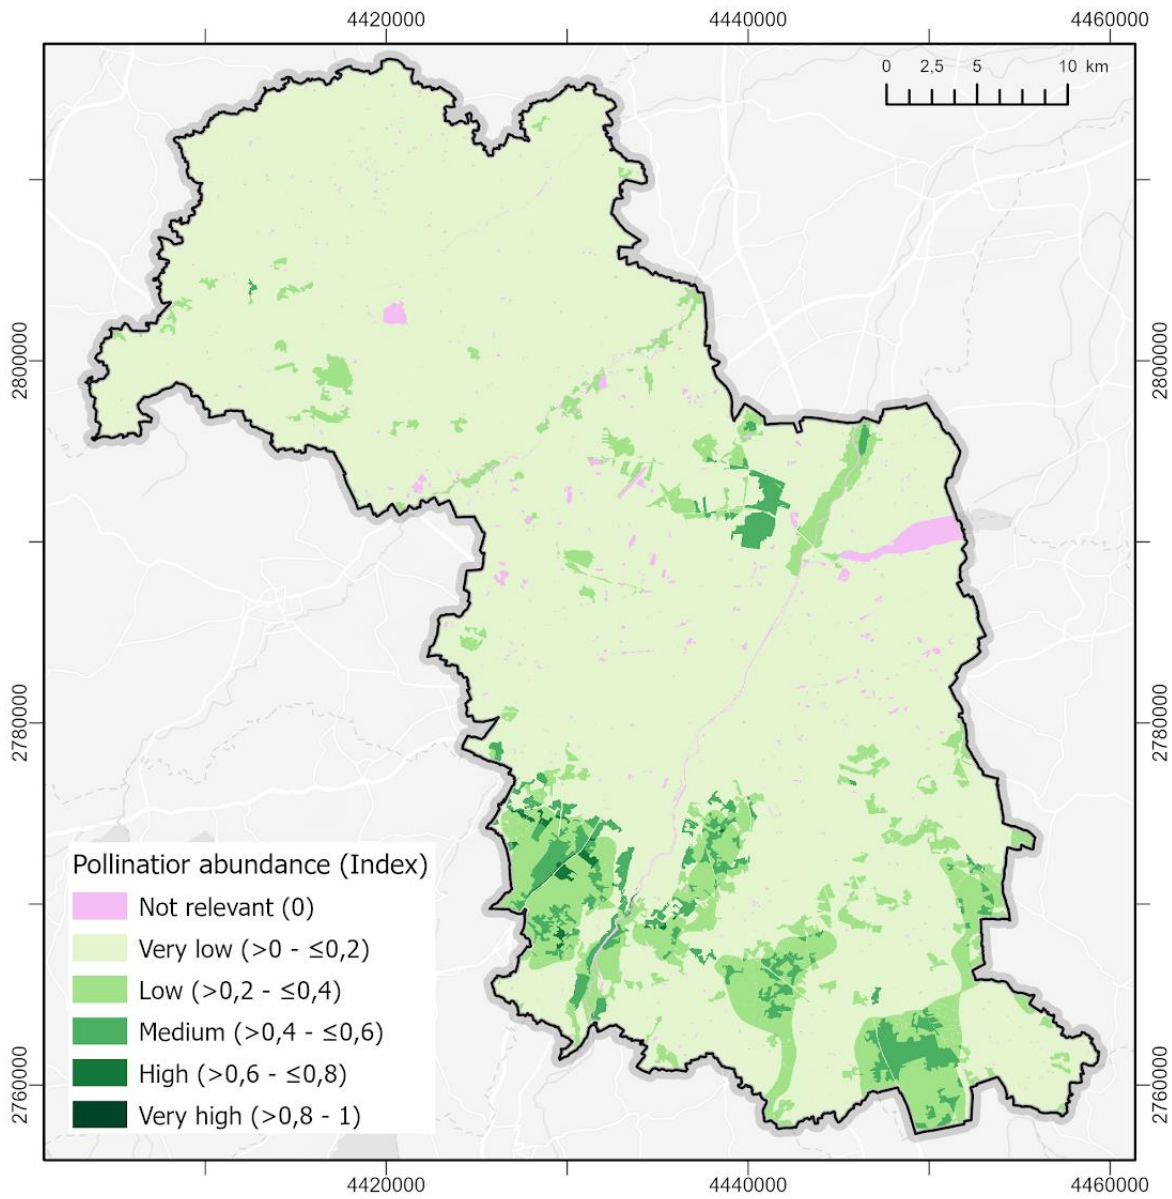 4420000 4440000 4460000
0 2,5 5 10 km
2800000 2800000
2780000 2780000
Pollinatior abundance (Index)
Not relevant (0)
Very low (>0 - ≤0,2)
Low (>0,2 - ≤0,4)
Medium (>0,4 - ≤0,6)
High (>0,6 - ≤0,8)
Very high (>0,8 - 1)
2760000 2760000
4420000 4440000 4460000